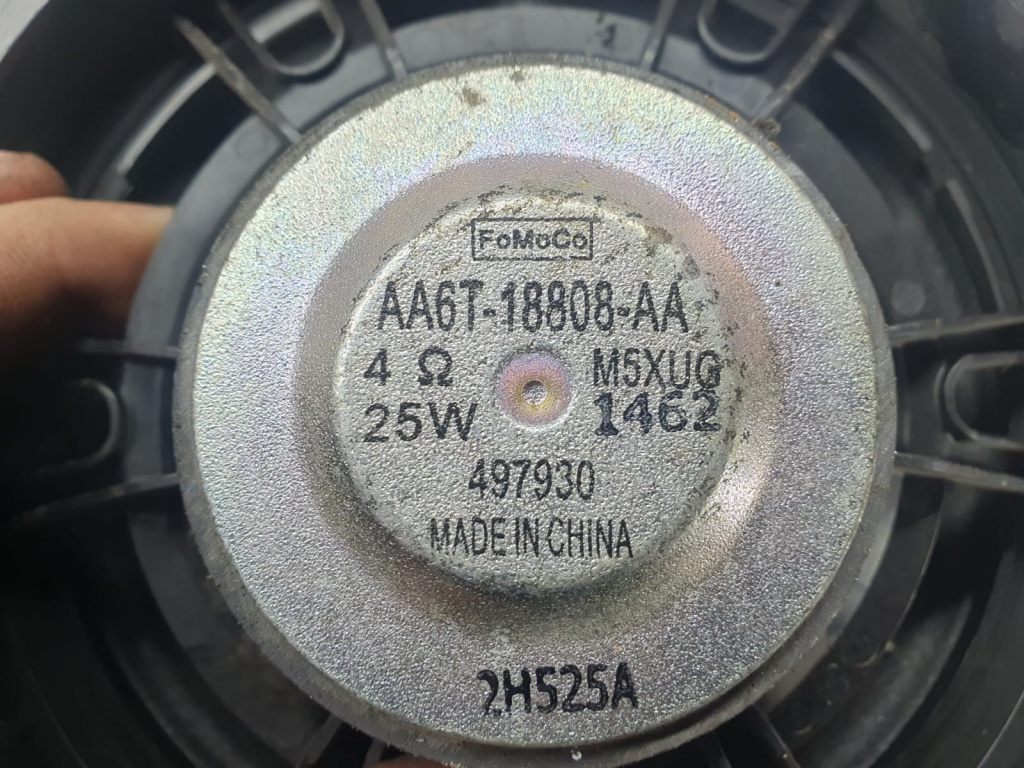 FoMoCo
AA6T-18808-AA
4 Ω M5XUG
25W 1462
497930
MADE IN CHINA
2H525A